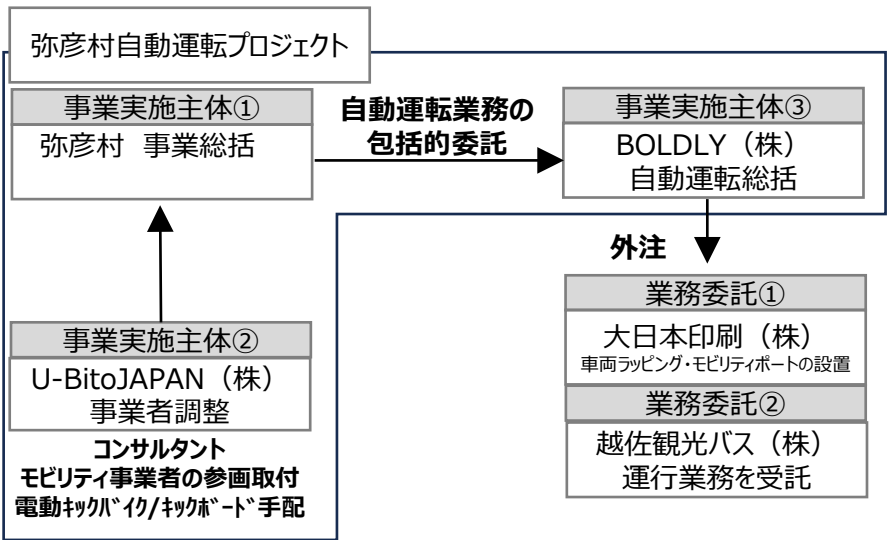 弥彦村自動運転プロジェクト
事業実施主体①
弥彦村 事業総括
自動運転業務の
包括的委託
事業実施主体③
BOLDLY(株)
自動運転総括
事業実施主体②
U-BitoJAPAN(株)
事業者調整
コンサルタント
モビリティ事業者の参画取付
電動ｷｯｸﾊﾞｲｸ/ｷｯｸﾎﾞｰﾄﾞ手配
外注
業務委託①
大日本印刷(株)
車両ラッピング・モビリティポートの設置
業務委託②
越佐観光バス(株)
運行業務を受託